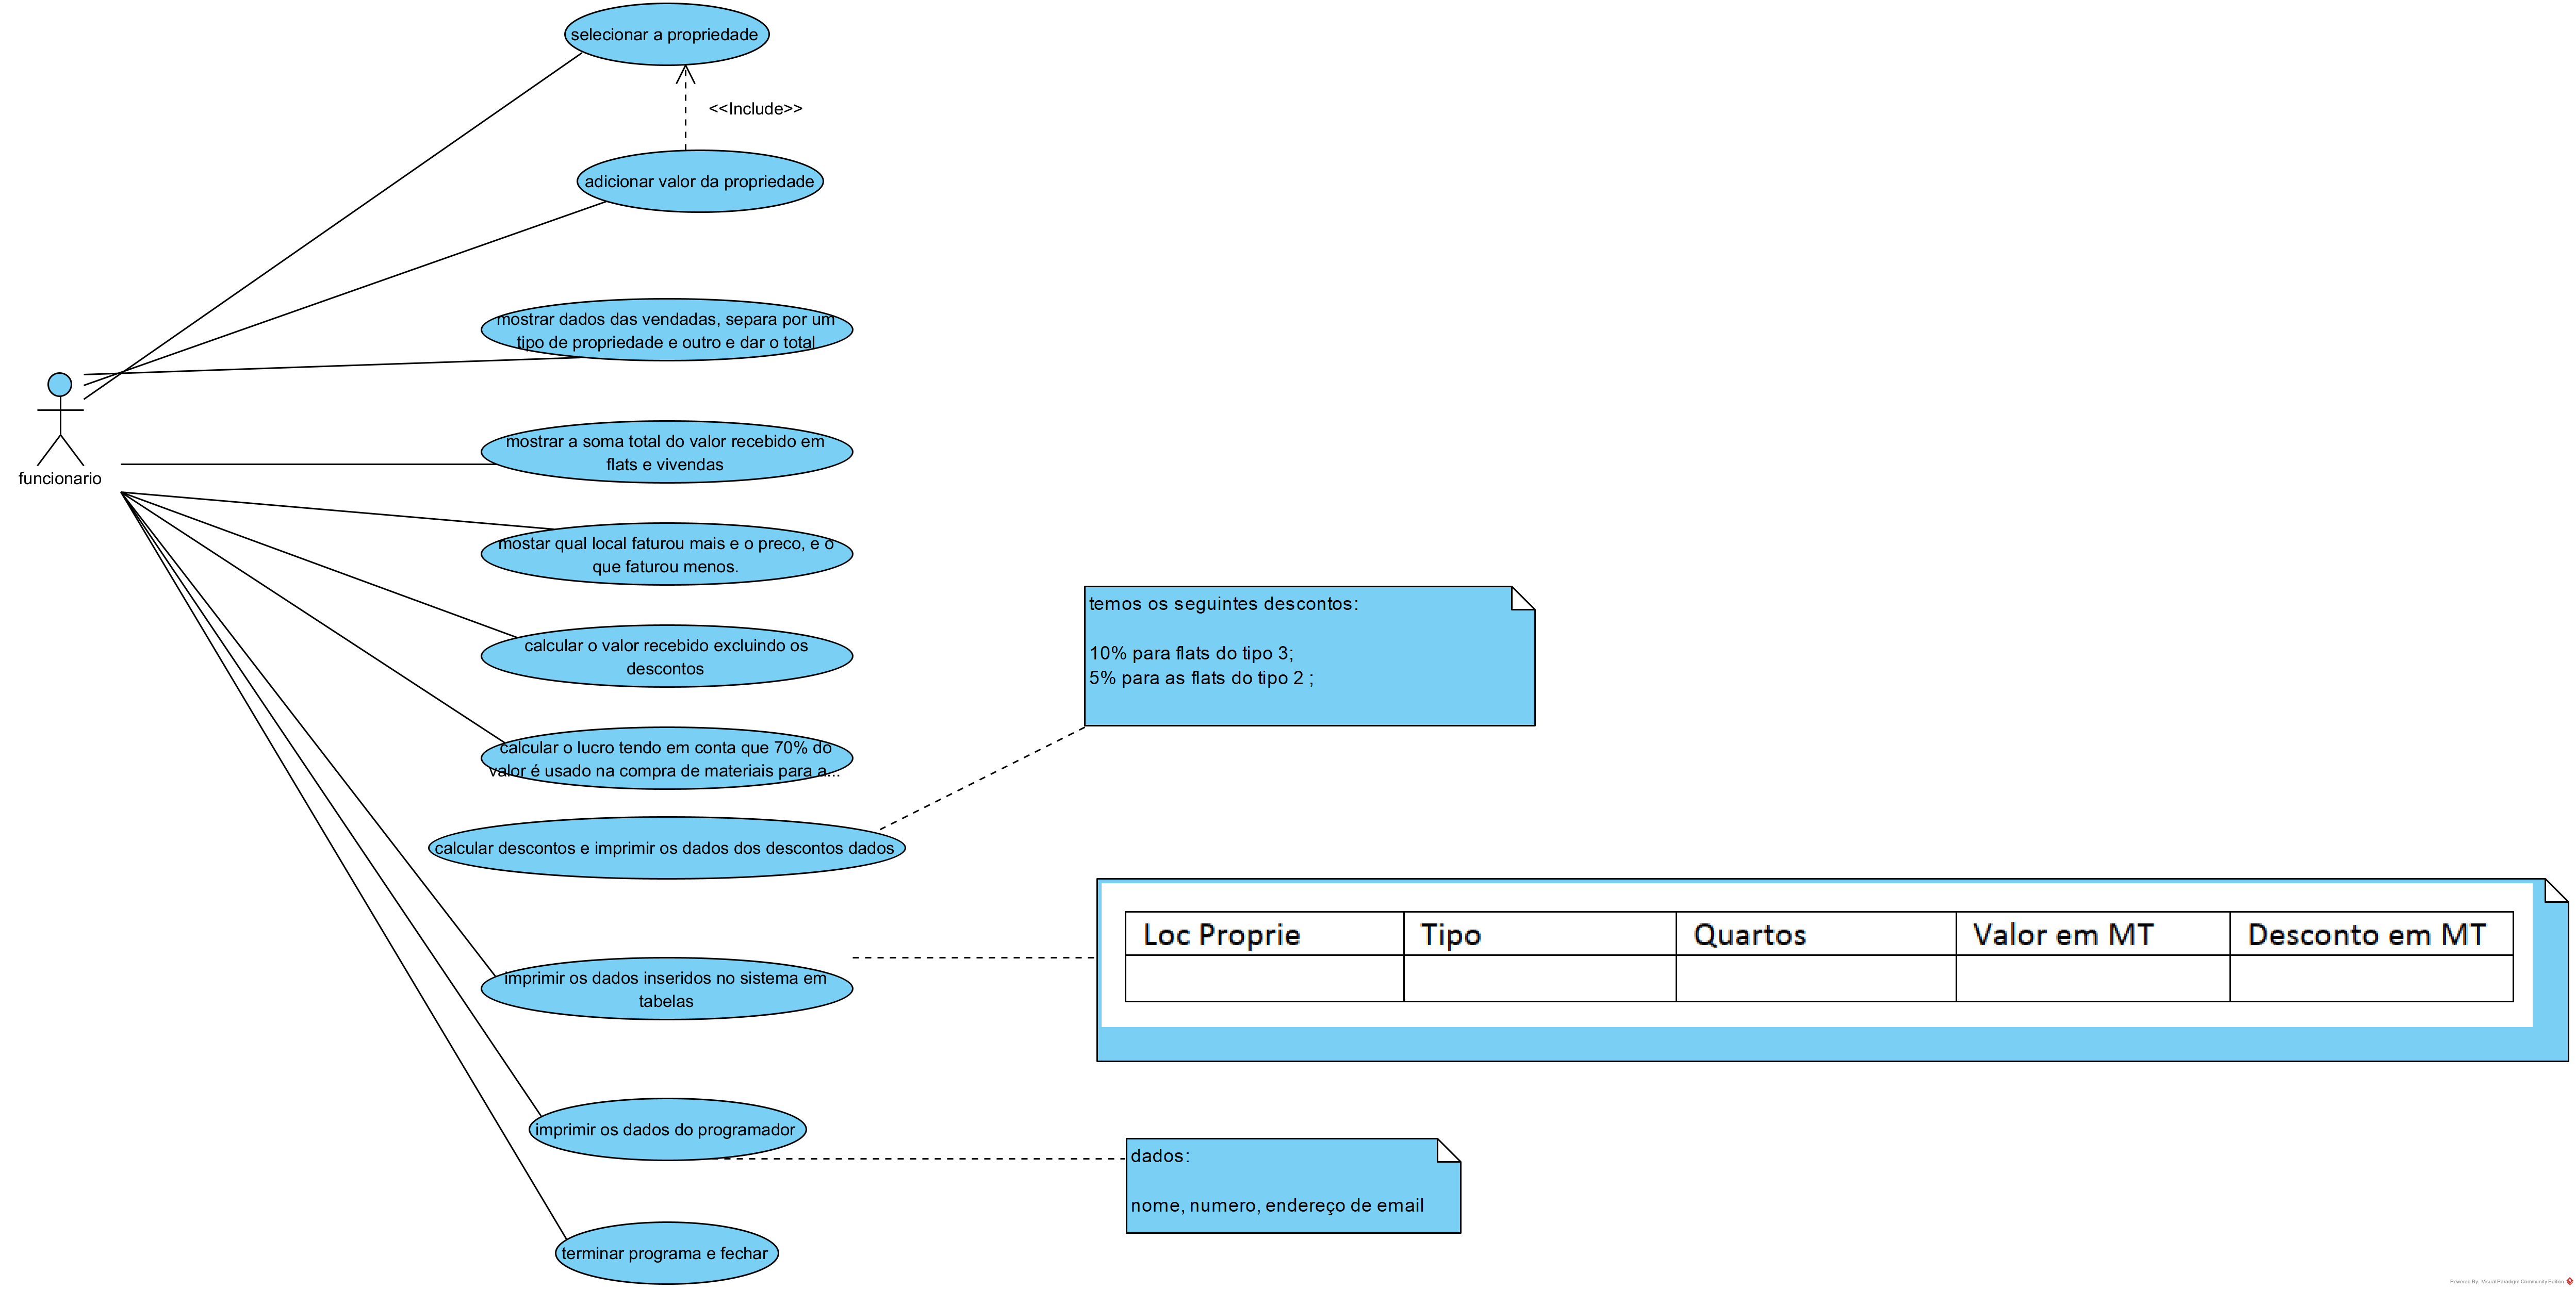 selecionar a propriedade
<<Include>>
adicionar valor da propriedade
mostrar dados das vendadas, separa por um
tipo de propriedade e outro e dar o total
funcionario
mostrar a soma total do valor recebido em
flats e vivendas
mostar qual local faturou mais e o preco, e o
que faturou menos.
calcular o valor recebido excluindo os
descontos
calcular o lucro tendo em conta que 70% do
valor é usado na compra de materiais para a...
temos os seguintes descontos:
10% para flats do tipo 3;
5% para as flats do tipo 2 ;
calcular descontos e imprimir os dados dos descontos dados
Loc Proprie Tipo Quartos Valor em MT Desconto em MT
imprimir os dados inseridos no sistema em
tabelas
imprimir os dados do programador
dados:
nome, numero, endereço de email
terminar programa e fechar
Powered By: Visual Paradigm Community Edition